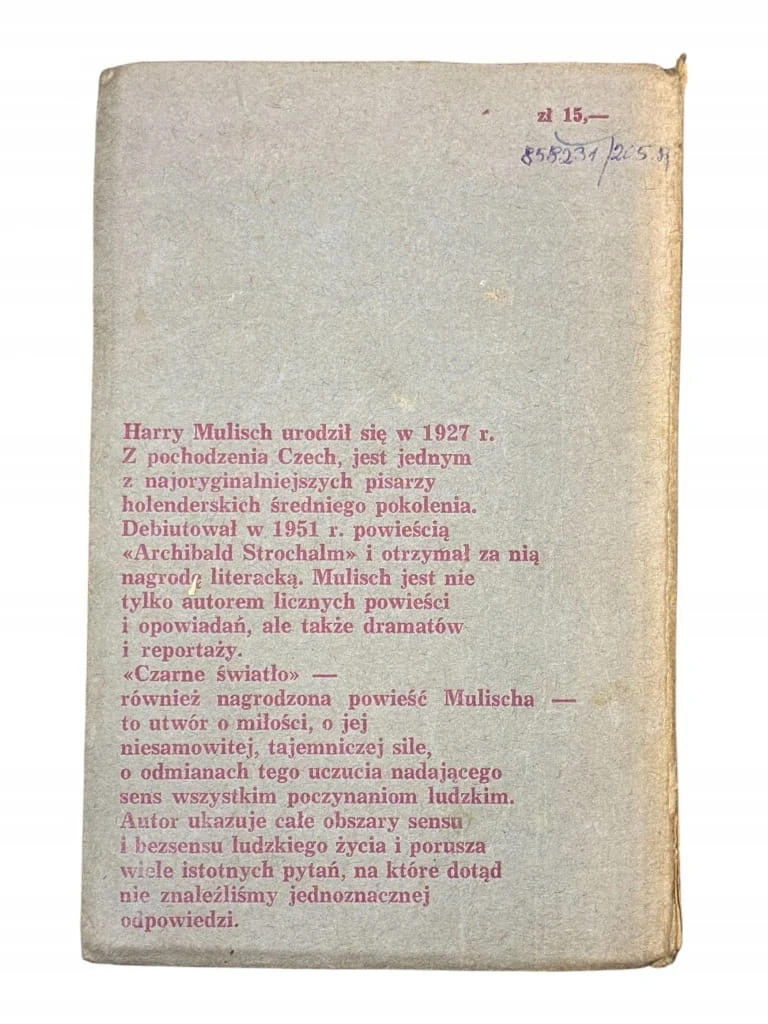 zł 15,—
858231/205.
Harry Mulisch urodził się w 1927 r.
Z pochodzenia Czech, jest jednym
z najoryginalniejszych pisarzy
holenderskich średniego pokolenia.
Debiutował w 1951 r. powieścią
«Archibald Strochalm» i otrzymał za nią
nagrodę literacką. Mulisch jest nie
tylko autorem licznych powieści
i opowiadań, ale także dramatów
i reportaży.
«Czarne światło» —
również nagrodzona powieść Mulischa —
to utwór o miłości, o jej
niesamowitej, tajemniczej sile,
o odmianach tego uczucia nadającego
sens wszystkim poczynaniom ludzkim.
Autor ukazuje całe obszary sensu
i bezsensu ludzkiego życia i porusza
wiele istotnych pytań, na które dotąd
nie znaleźliśmy jednoznacznej
odpowiedzi.